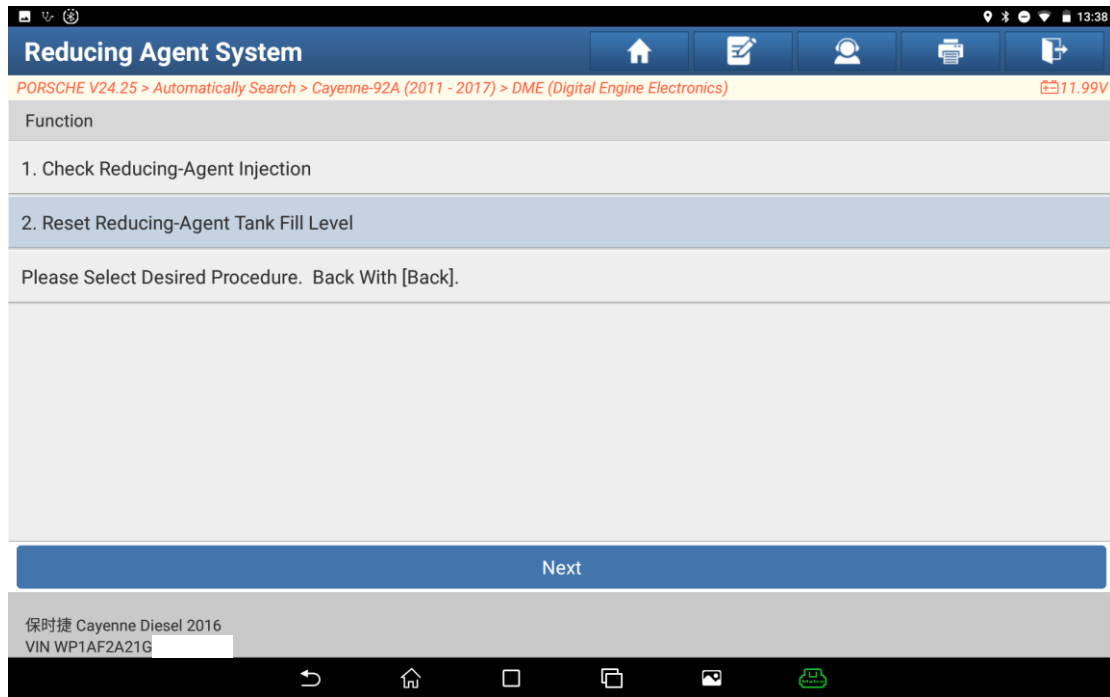 13:38
Reducing Agent System
PORSCHE V24.25 > Automatically Search > Cayenne-92A (2011 - 2017) > DME (Digital Engine Electronics)
11.99V
Function
1. Check Reducing-Agent Injection
2. Reset Reducing-Agent Tank Fill Level
Please Select Desired Procedure.  Back With [Back].
Next
保时捷 Cayenne Diesel 2016
VIN WP1AF2A21G